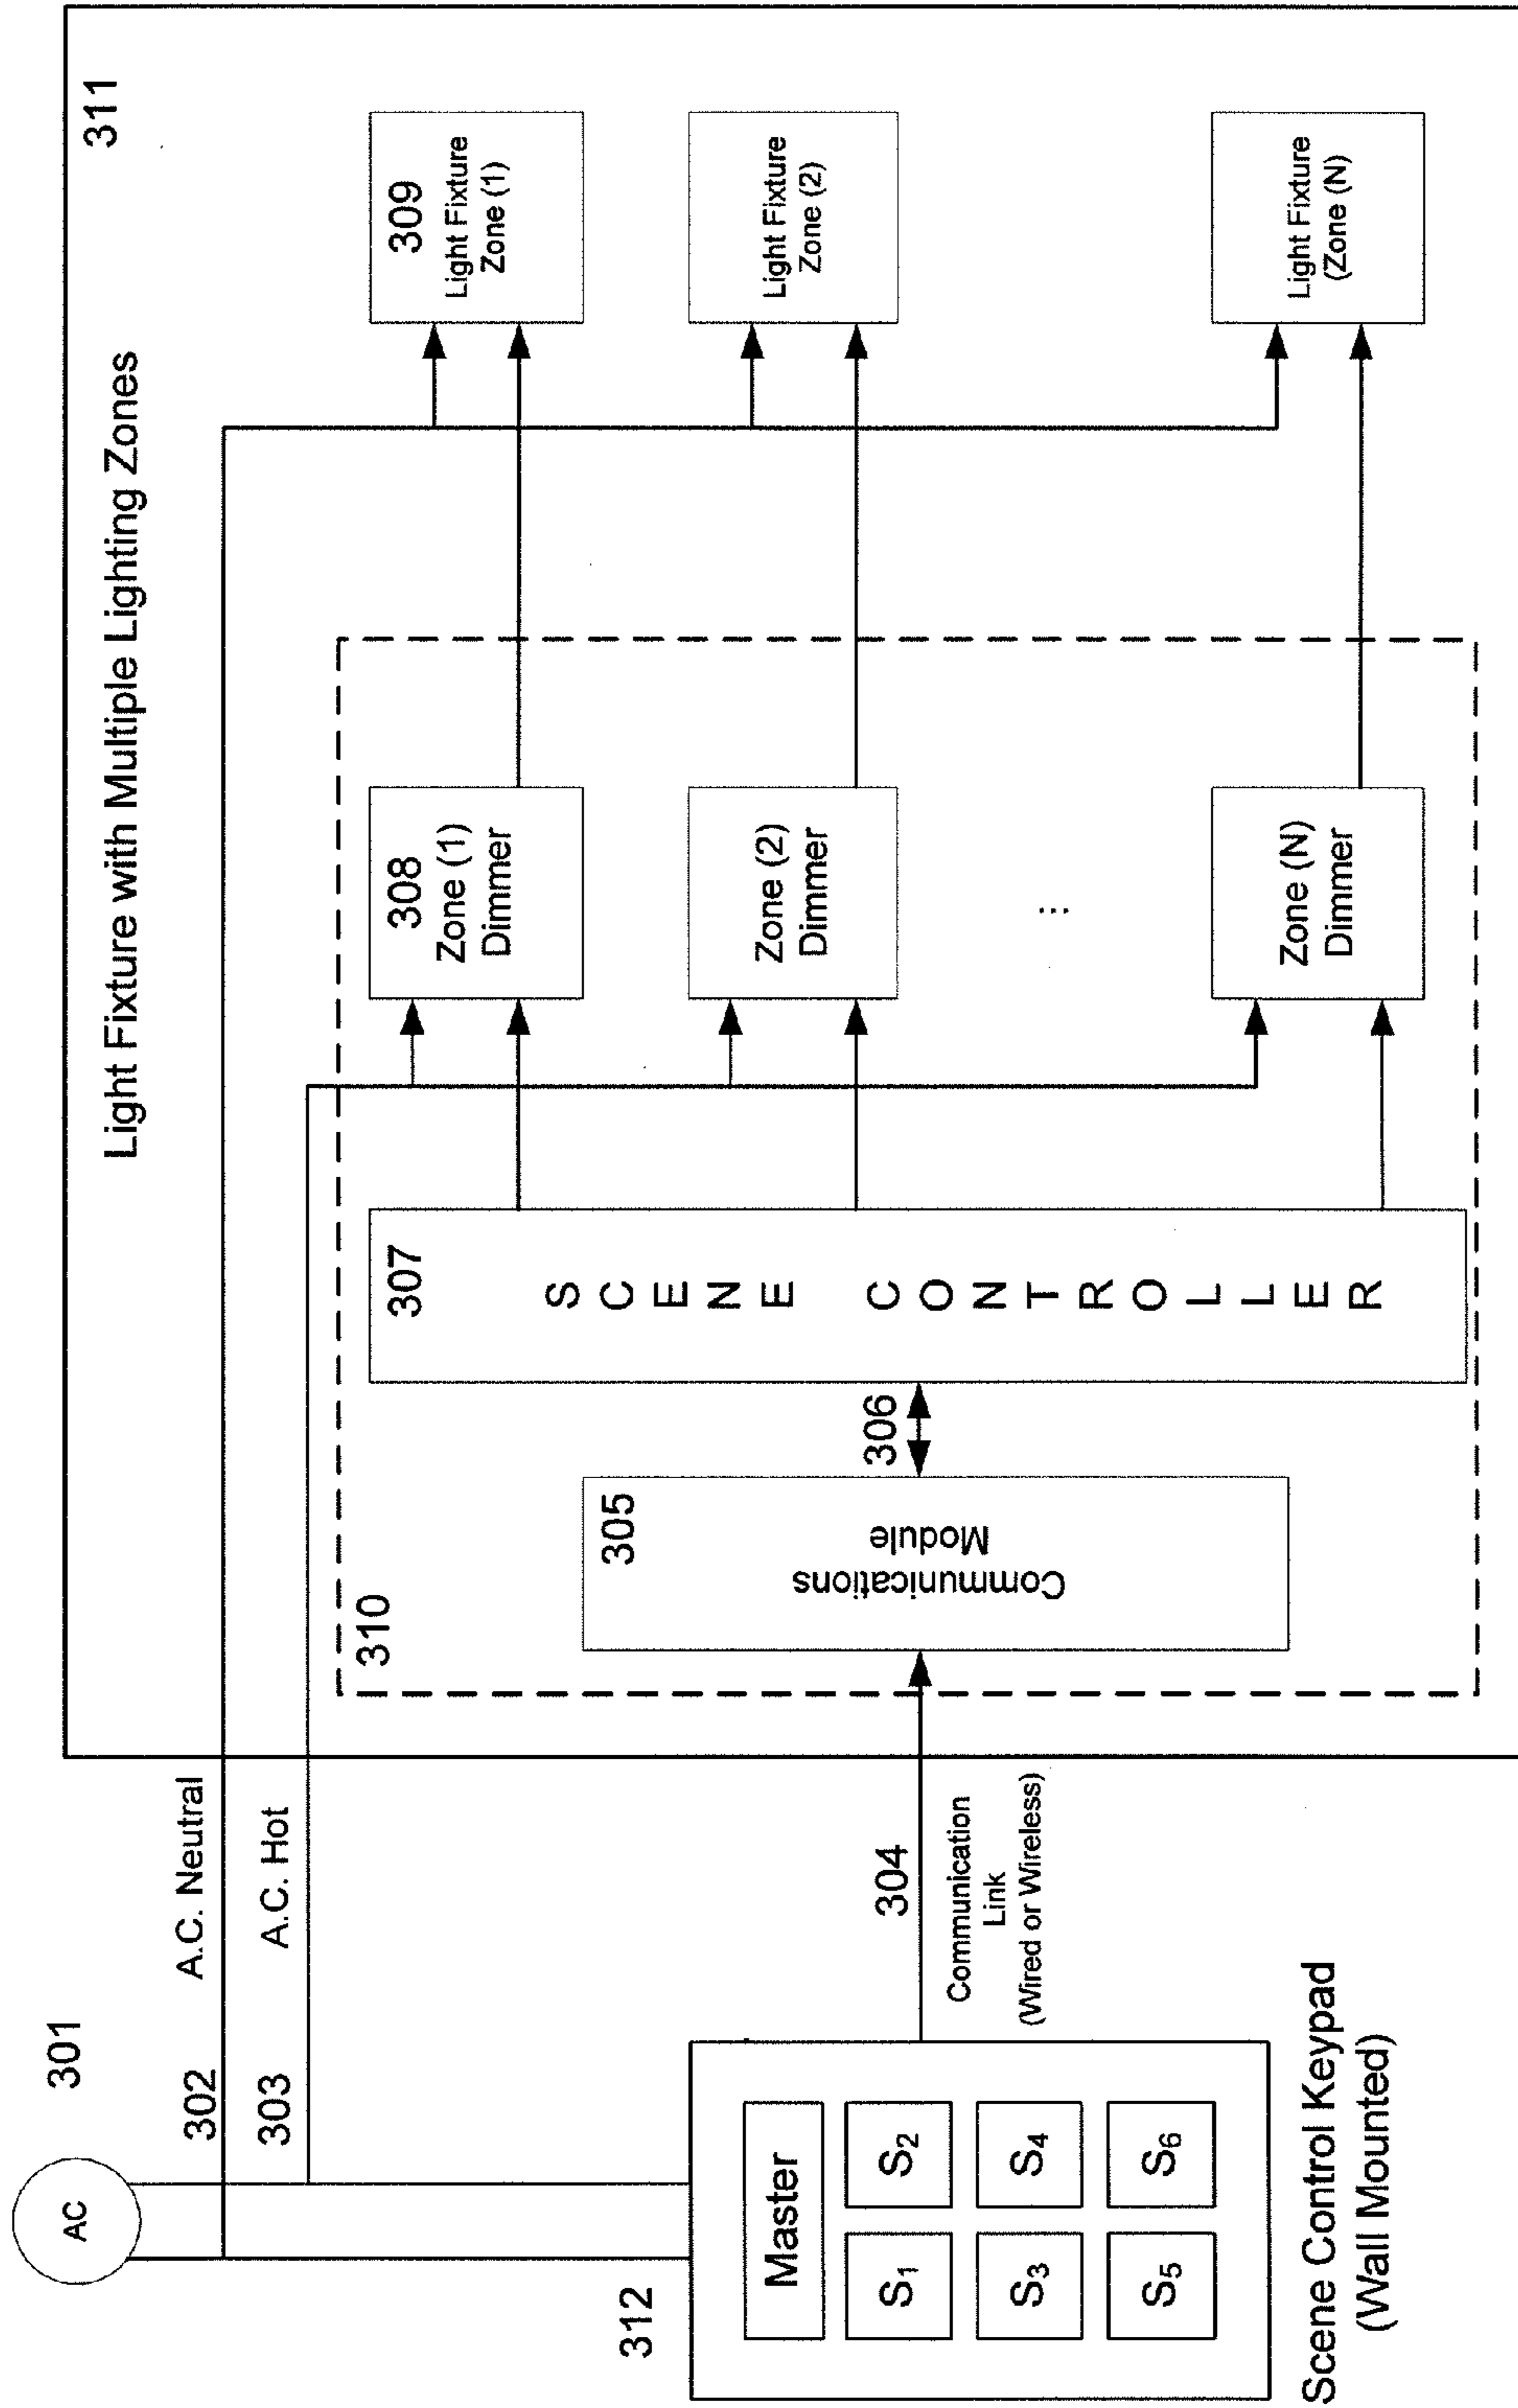 Light Fixture with Multiple Lighting Zones
311
301
AC
302
A.C. Neutral
303
A.C. Hot
312
Master
S₁
S₂
S₃
S₄
S₅
S₆
Scene Control Keypad
(Wall Mounted)
304
Communication
Link
(Wired or Wireless)
310
305
Communications
Module
306
307
SCENE CONTROLLER
308
Zone (1)
Dimmer
Zone (2)
Dimmer
...
Zone (N)
Dimmer
309
Light Fixture
Zone (1)
Light Fixture
Zone (2)
Light Fixture
(Zone (N)